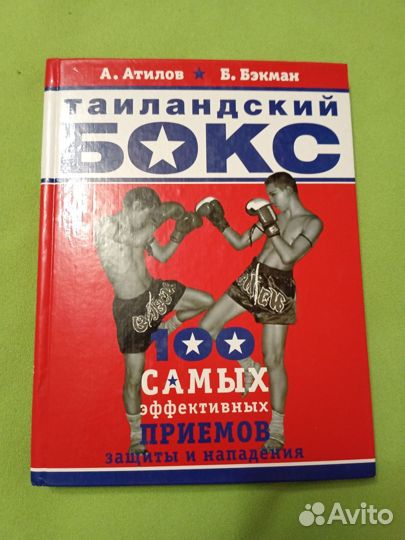 А. Атилов ★ Б. Бэкман
ТАИЛАНДСКИЙ
БОКС
100
САМЫХ
эффективных
ПРИЕМОВ
защиты и нападения
Avito